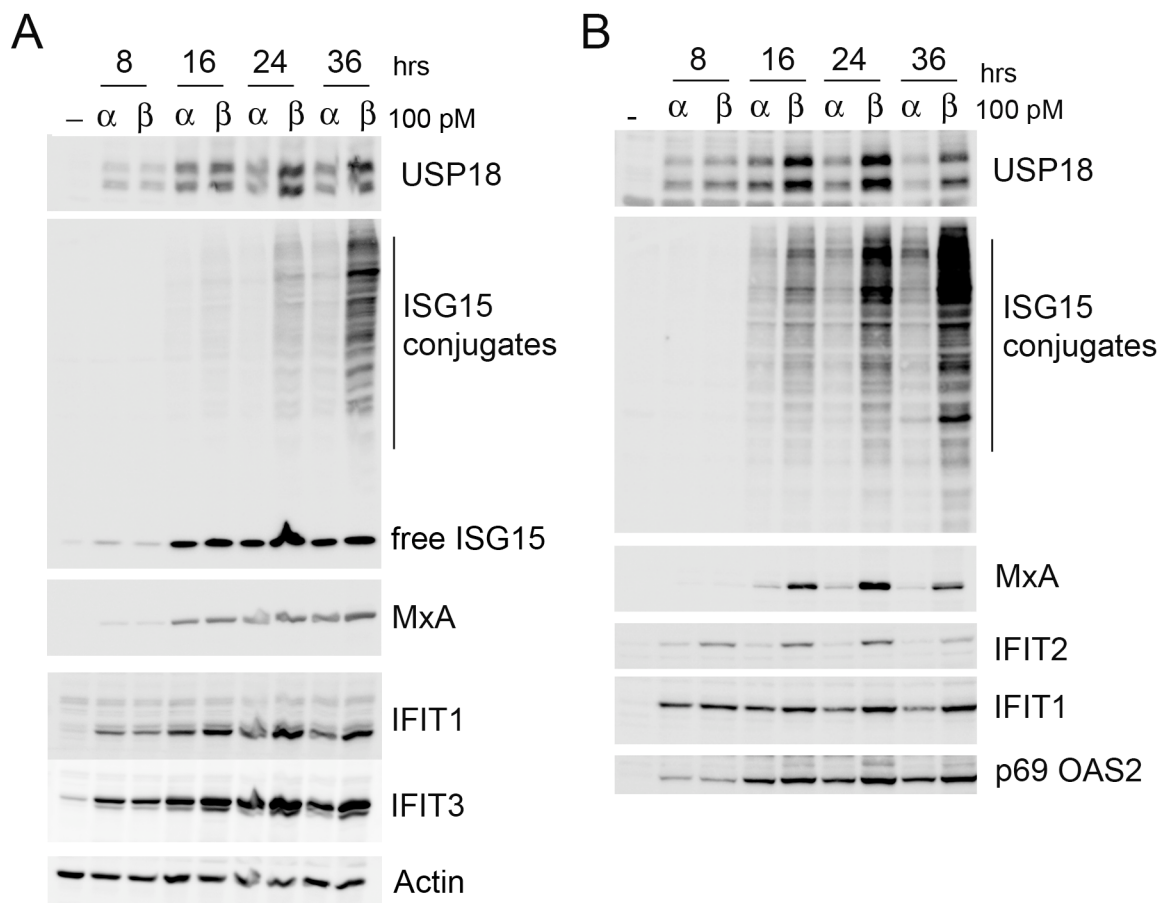 A
8 16 24 36 hrs
– α β α β α β α β 100 pM
USP18
ISG15
conjugates
free ISG15
MxA
IFIT1
IFIT3
Actin
B
8 16 24 36 hrs
- α β α β α β α β 100 pM
USP18
ISG15
conjugates
MxA
IFIT2
IFIT1
p69 OAS2